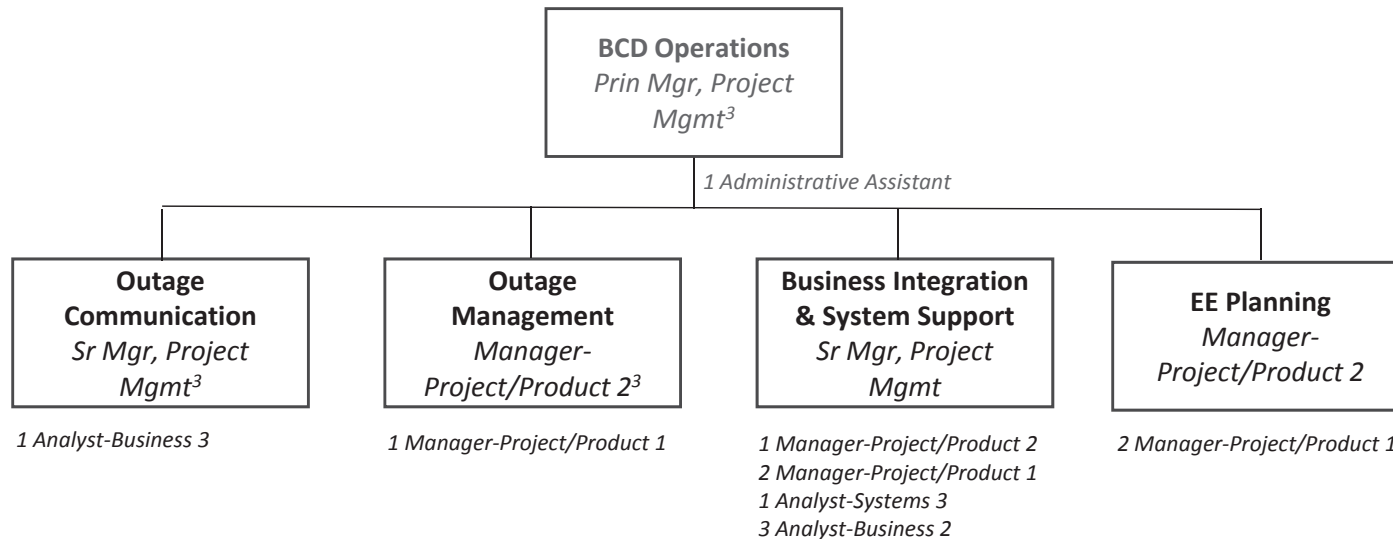 BCD Operations
Prin Mgr, Project
Mgmt³
1 Administrative Assistant
Outage
Communication
Sr Mgr, Project
Mgmt³
1 Analyst-Business 3
Outage
Management
Manager-
Project/Product 2³
1 Manager-Project/Product 1
Business Integration
& System Support
Sr Mgr, Project
Mgmt
1 Manager-Project/Product 2
2 Manager-Project/Product 1
1 Analyst-Systems 3
3 Analyst-Business 2
EE Planning
Manager-
Project/Product 2
2 Manager-Project/Product 1